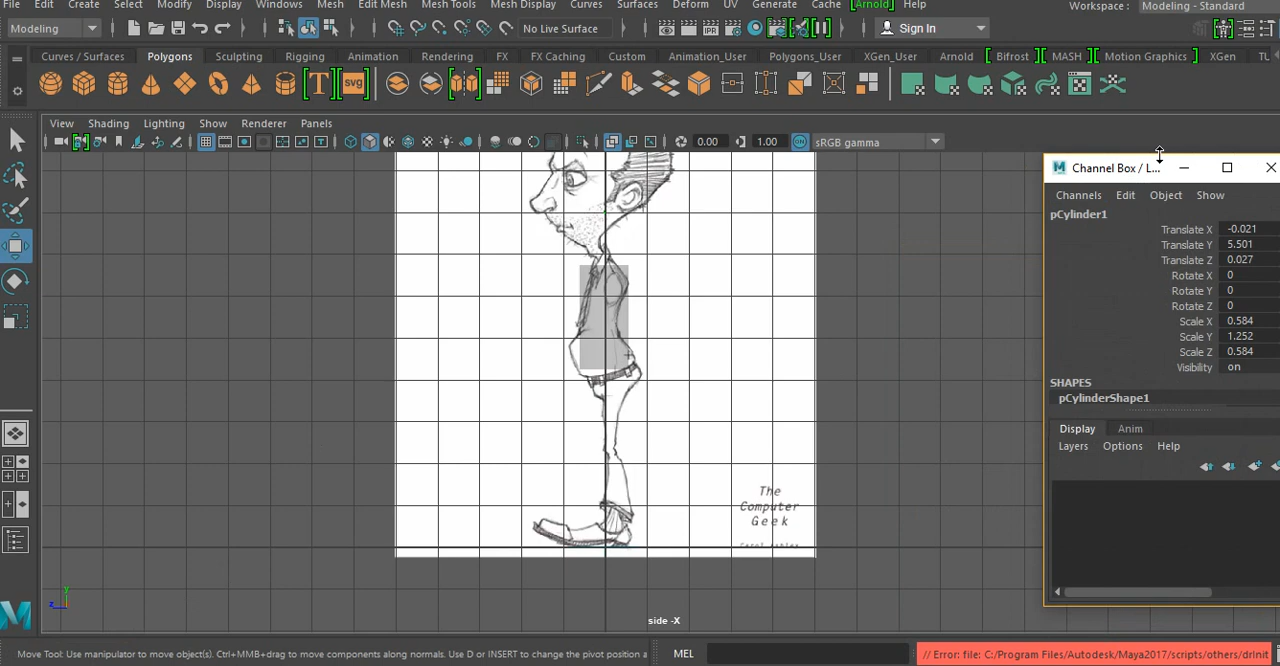 File Edit Create Select Modify Display Windows Mesh Edit Mesh Mesh Tools Mesh Display Curves Surfaces Deform UV Generate Cache [Arnold] Help Workspace : Modeling - Standard
Modeling No Live Surface Sign In
Curves / Surfaces Polygons Sculpting Rigging Animation Rendering FX FX Caching Custom Animation_User Polygons_User XGen_User Arnold Bifrost MASH Motion Graphics XGen TU
T svg
View Shading Lighting Show Renderer Panels
0.00 1.00 ON sRGB gamma
Channel Box / L...
Channels Edit Object Show
pCylinder1
Translate X -0.021
Translate Y 5.501
Translate Z 0.027
Rotate X 0
Rotate Y 0
Rotate Z 0
Scale X 0.584
Scale Y 1.252
Scale Z 0.584
Visibility on
SHAPES
pCylinderShape1
Display Anim
Layers Options Help
The
Computer
Geek
y
z
side -X
Move Tool: Use manipulator to move object(s). Ctrl+MMB+drag to move components along normals. Use D or INSERT to change the pivot position a
MEL
// Error: file: C:/Program Files/Autodesk/Maya2017/scripts/others/drInit